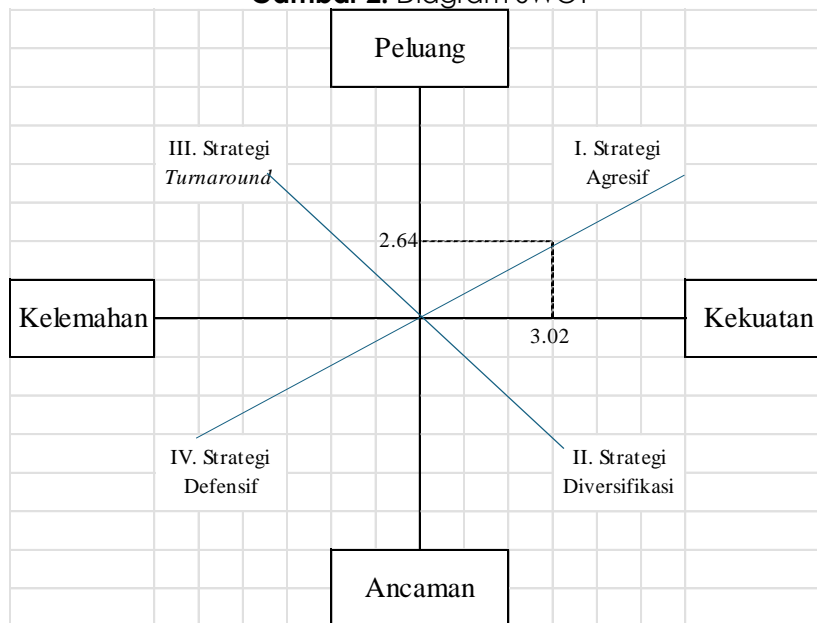 Gambar 2. Diagram SWOT
Peluang
III. Strategi
Turnaround
I. Strategi
Agresif
2.64
Kelemahan
Kekuatan
3.02
IV. Strategi
Defensif
II. Strategi
Diversifikasi
Ancaman